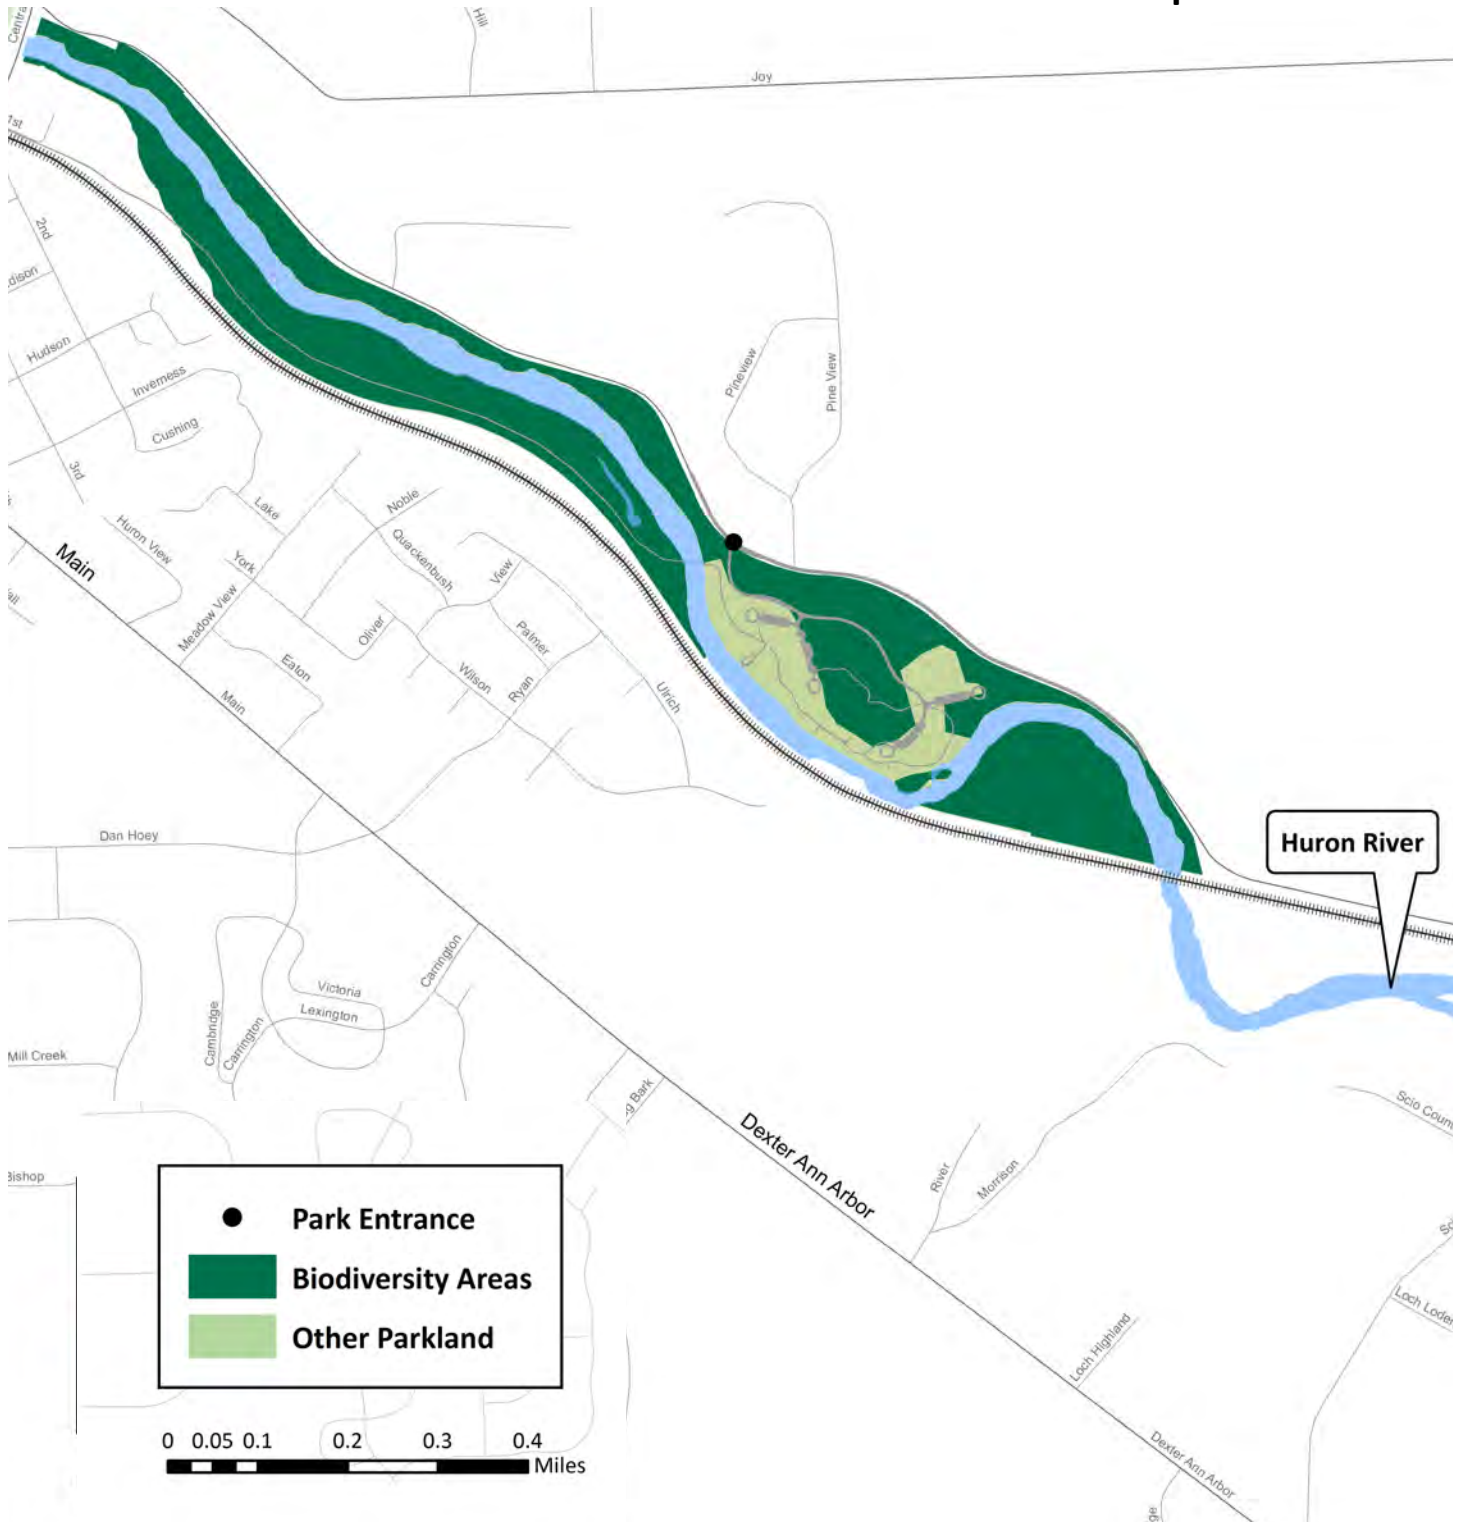 Hill
Joy
1st
2nd
Hudson
Inverness
Cushing
3rd
Pineview
Pine View
Lake
Noble
Huron View
Quackenbush
York
View
Main
Meadow View
Oliver
Palmer
Eaton
Wilson
Ryan
Ulrich
Main
Dan Hoey
Huron River
Carrington
Victoria
Lexington
Cambridge
Carrington
Mill Creek
Bark
Scio
Dexter Ann Arbor
River
Morrison
Bishop
Park Entrance
Biodiversity Areas
Other Parkland
Loch Highland
Loch
0 0.05 0.1 0.2 0.3 0.4
Miles
Dexter Ann Arbor